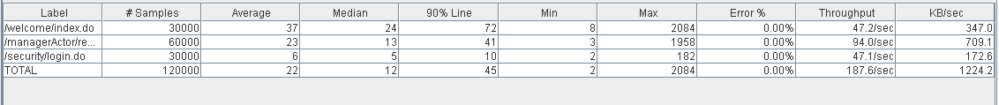 Label # Samples Average Median 90% Line Min Max Error % Throughput KB/sec
/welcome/index.do 30000 37 24 72 8 2084 0.00% 47.2/sec 347.0
/managerActor/re... 60000 23 13 41 3 1958 0.00% 94.0/sec 709.1
/security/login.do 30000 6 5 10 2 182 0.00% 47.1/sec 172.6
TOTAL 120000 22 12 45 2 2084 0.00% 187.6/sec 1224.2